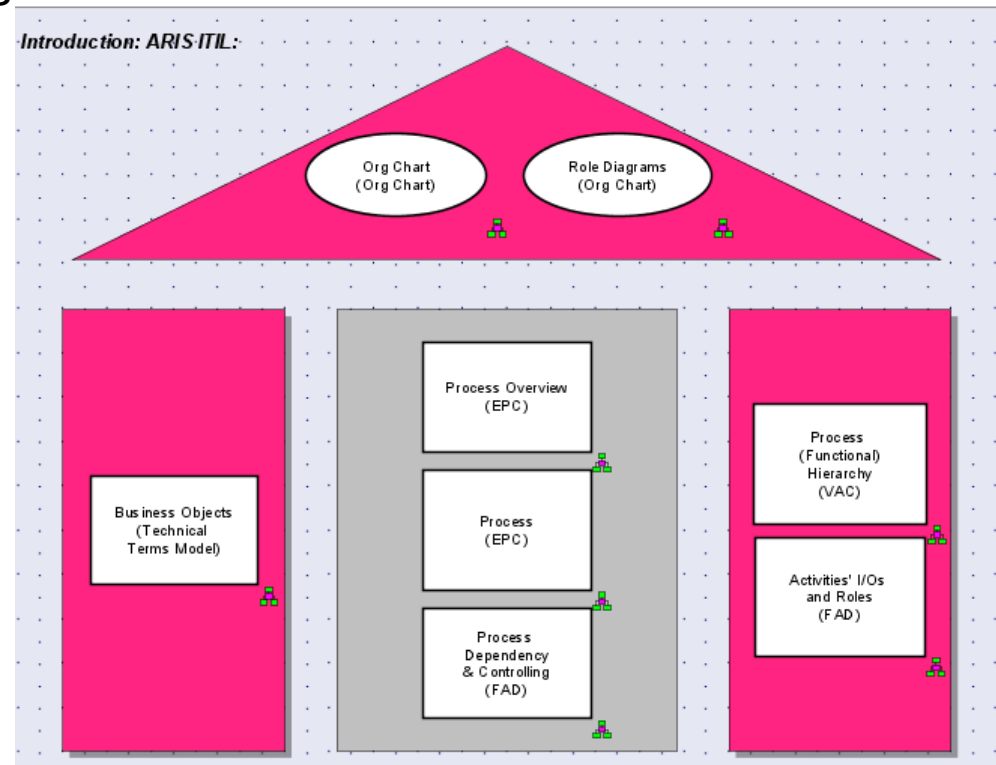 Introduction: ARIS ITIL:
Org Chart
(Org Chart)
Role Diagrams
(Org Chart)
Business Objects
(Technical
Terms Model)
Process Overview
(EPC)
Process
(EPC)
Process
Dependency
& Controlling
(FAD)
Process
(Functional)
Hierarchy
(VAC)
Activities' I/Os
and Roles
(FAD)